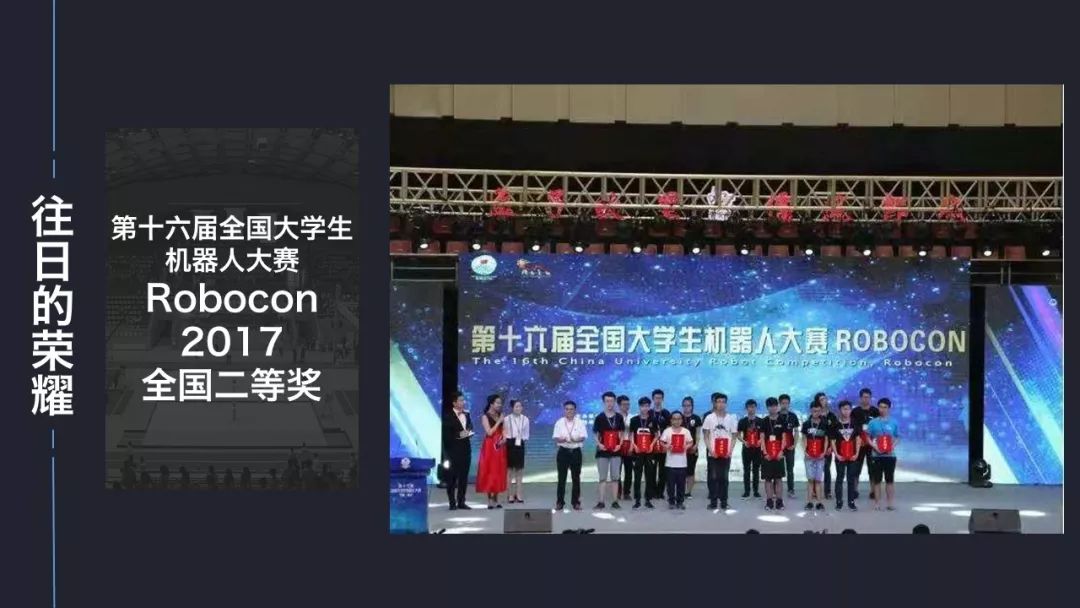 往日的荣耀
第十六届全国大学生
机器人大赛
Robocon
2017
全国二等奖
第十六届全国大学生机器人大赛 ROBOCON
The 16th China University Robot Competition, Robocon